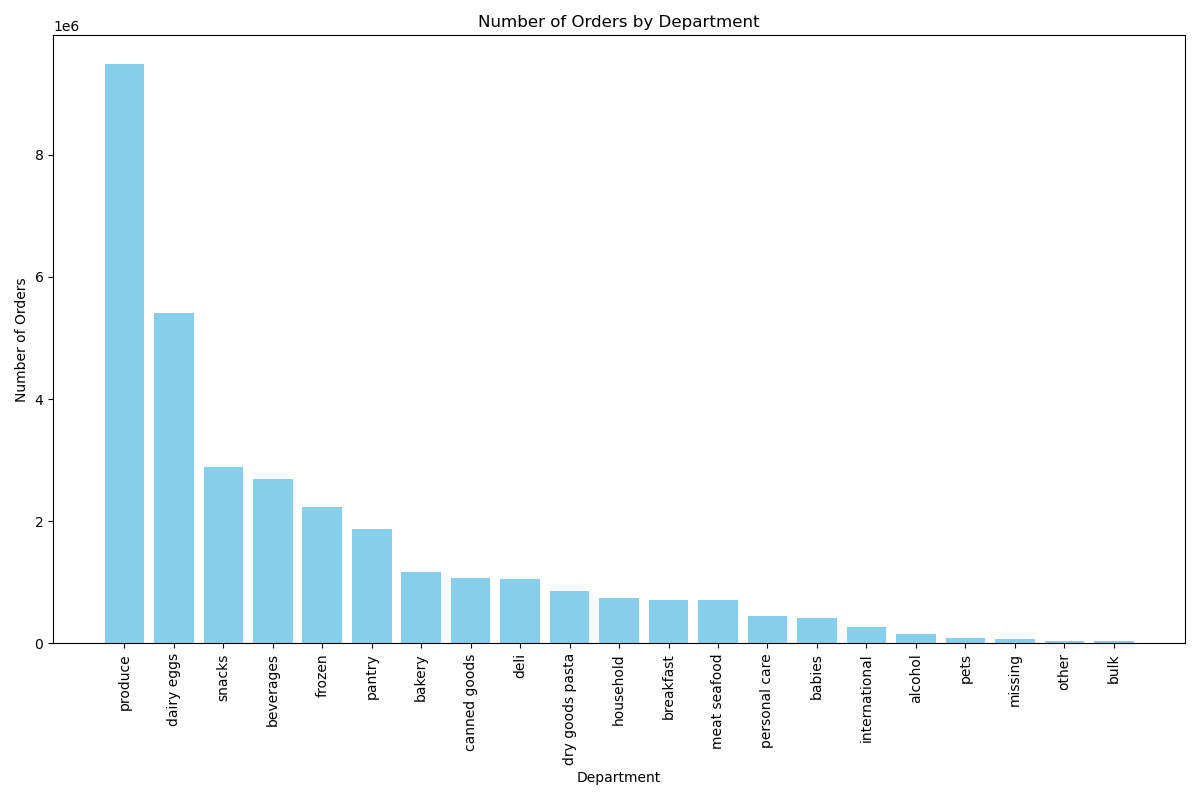 Number of Orders by Department
1e6
8
6
4
2
0
Number of Orders
produce
dairy eggs
snacks
beverages
frozen
pantry
bakery
canned goods
deli
dry goods pasta
household
breakfast
meat seafood
personal care
babies
international
alcohol
pets
missing
other
bulk
Department